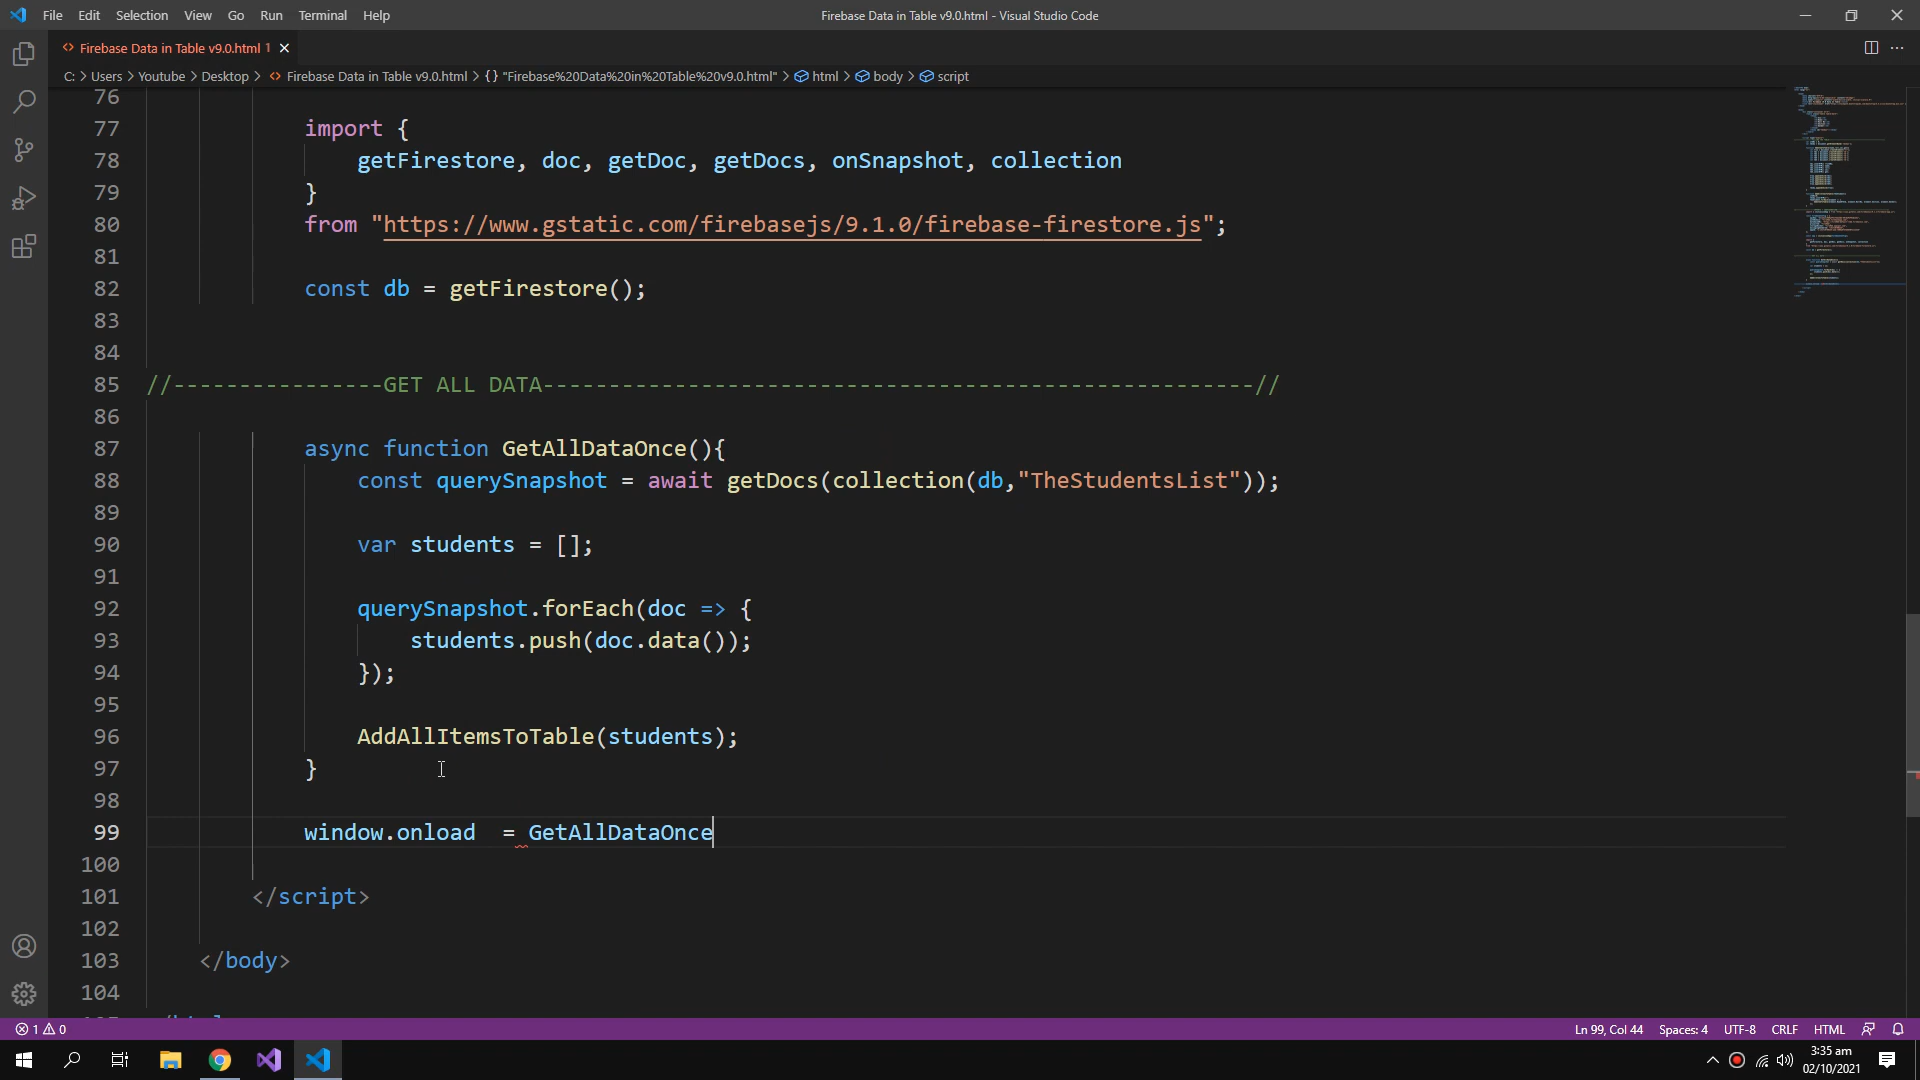 File Edit Selection View Go Run Terminal Help
Firebase Data in Table v9.0.html - Visual Studio Code
Firebase Data in Table v9.0.html 1
C: > Users > Youtube > Desktop > Firebase Data in Table v9.0.html > {} "Firebase%20Data%20in%20Table%20v9.0.html" > html > body > script
76
77 import {
78 getFirestore, doc, getDoc, getDocs, onSnapshot, collection
79 }
80 from "https://www.gstatic.com/firebasejs/9.1.0/firebase-firestore.js";
81
82 const db = getFirestore();
83
84
85 //----------------GET ALL DATA------------------------------------------------------//
86
87 async function GetAllDataOnce(){
88 const querySnapshot = await getDocs(collection(db,"TheStudentsList"));
89
90 var students = [];
91
92 querySnapshot.forEach(doc => {
93 students.push(doc.data());
94 });
95
96 AddAllItemsToTable(students);
97 }
98
99 window.onload  = GetAllDataOnce
100
101 </script>
102
103 </body>
104
1 0
Ln 99, Col 44 Spaces: 4 UTF-8 CRLF HTML
3:35 am
02/10/2021